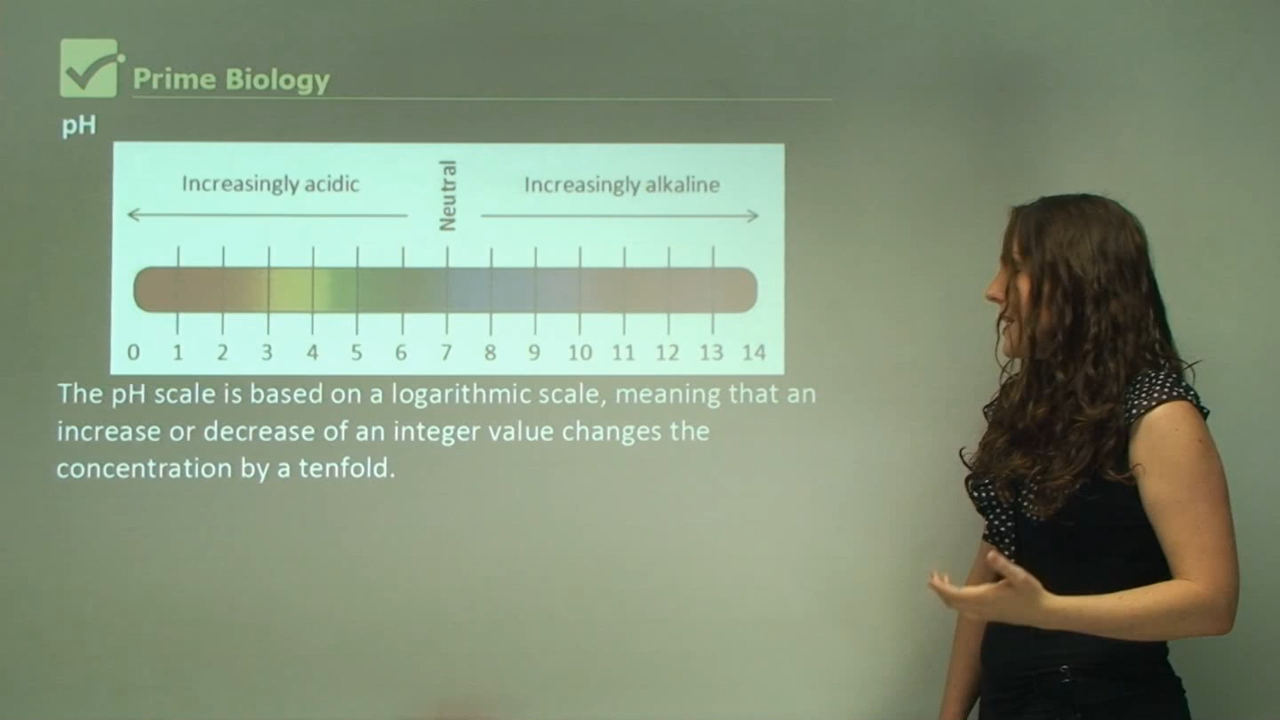 Prime Biology
pH
Increasingly acidic
Neutral
Increasingly alkaline
0 1 2 3 4 5 6 7 8 9 10 11 12 13 14
The pH scale is based on a logarithmic scale, meaning that an
increase or decrease of an integer value changes the
concentration by a tenfold.